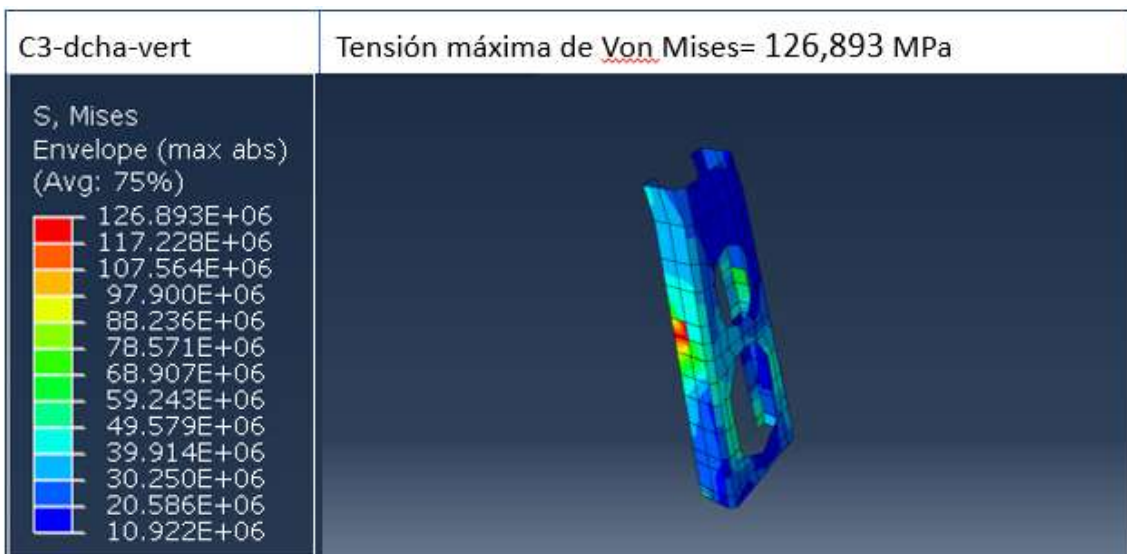 C3-dcha-vert
Tensión máxima de Von Mises= 126,893 MPa
S, Mises
Envelope (max abs)
(Avg: 75%)
126.893E+06
117.228E+06
107.564E+06
97.900E+06
88.236E+06
78.571E+06
68.907E+06
59.243E+06
49.579E+06
39.914E+06
30.250E+06
20.586E+06
10.922E+06